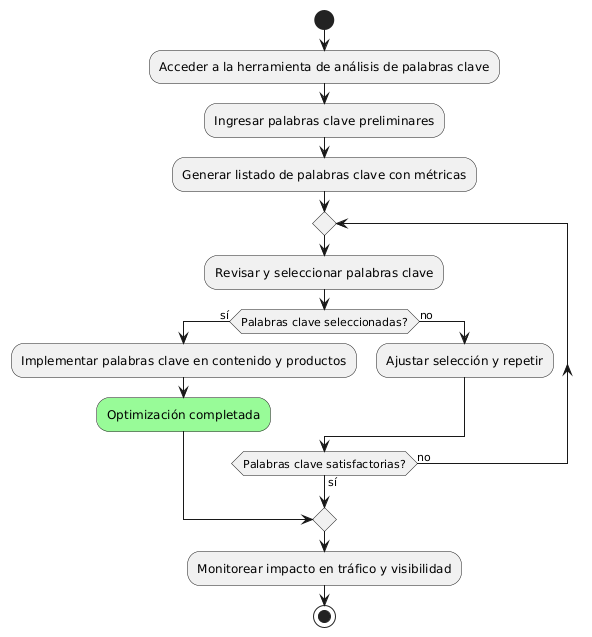 Acceder a la herramienta de análisis de palabras clave
Ingresar palabras clave preliminares
Generar listado de palabras clave con métricas
Revisar y seleccionar palabras clave
sí
Palabras clave seleccionadas?
no
Implementar palabras clave en contenido y productos
Ajustar selección y repetir
Optimización completada
Palabras clave satisfactorias?
no
sí
Monitorear impacto en tráfico y visibilidad